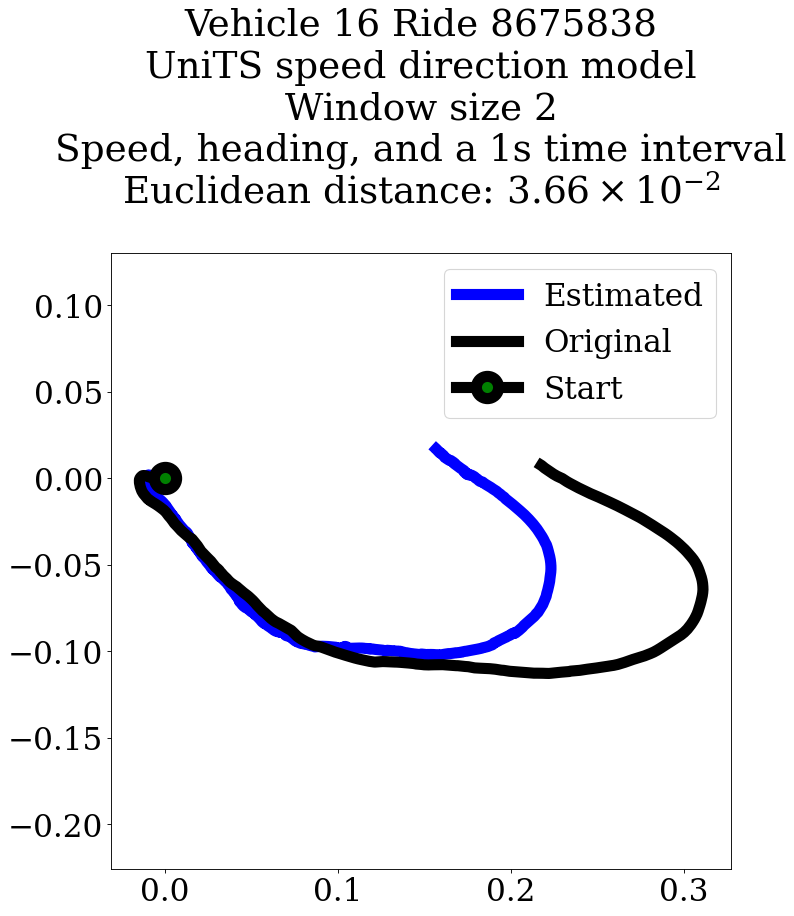 Vehicle 16 Ride 8675838
UniTS speed direction model
Window size 2
Speed, heading, and a 1s time interval
Euclidean distance: 3.66 × 10⁻²
Estimated
Original
Start
0.10
0.05
0.00
−0.05
−0.10
−0.15
−0.20
0.0 0.1 0.2 0.3